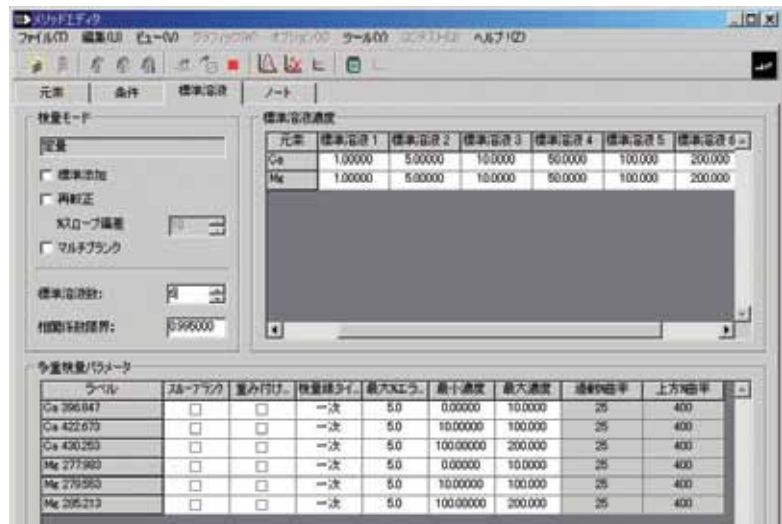 メソッドエディタ
ファイル(F) 編集(U) ビュー(V) ツール(M) ヘルプ(Z)
元素 条件 標準溶液 ノート
検量モード
定量
標準添加
再較正
%スロープ偏差
マルチブランク
標準溶液数: 6
相関係数限界: 0.995000
標準溶液濃度
元素 標準溶液 1 標準溶液 2 標準溶液 3 標準溶液 4 標準溶液 5 標準溶液 6
Ca 1.00000 5.00000 10.0000 50.0000 100.000 200.000
Mg 1.00000 5.00000 10.0000 50.0000 100.000 200.000
多重検量パラメータ
ラベル スループランク 重み付け.. 検量線タイ.. 最大%エラ.. 最小濃度 最大濃度 上方%曲率
Ca 396.847 一次 5.0 0.00000 10.0000 25 400
Ca 422.673 一次 5.0 10.00000 100.000 25 400
Ca 430.253 一次 5.0 100.00000 200.000 25 400
Mg 277.983 一次 5.0 0.00000 10.0000 25 400
Mg 279.553 一次 5.0 10.00000 100.000 25 400
Mg 285.213 一次 5.0 100.00000 200.000 25 400